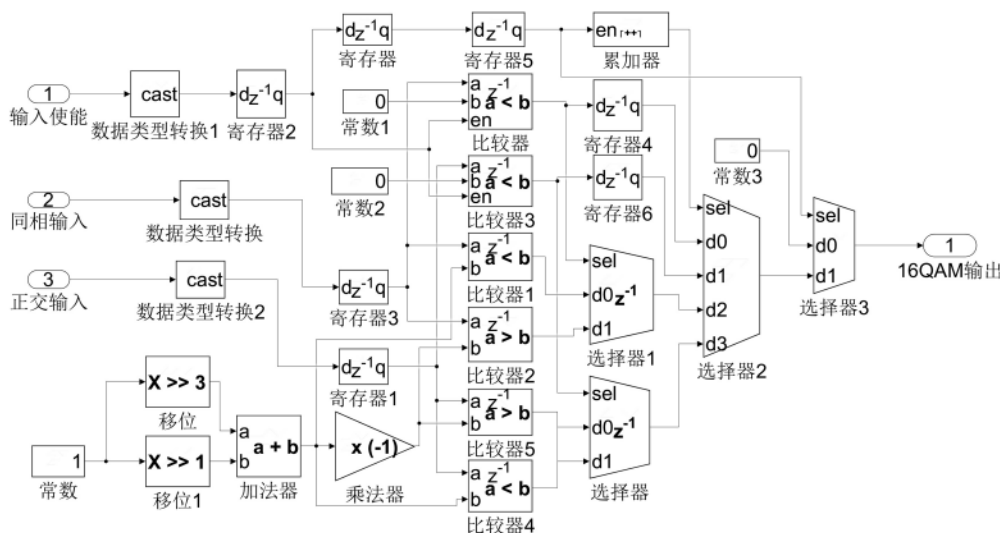 1
输入使能
cast
数据类型转换1
dz⁻¹q
寄存器2
dz⁻¹q
寄存器
dz⁻¹q
寄存器5
en [++]
累加器
0
常数1
a
b
en
z⁻¹
a < b
比较器
dz⁻¹q
寄存器4
2
同相输入
cast
数据类型转换
0
常数2
a
b
en
z⁻¹
a < b
比较器3
dz⁻¹q
寄存器6
0
常数3
3
正交输入
cast
数据类型转换2
dz⁻¹q
寄存器3
a
b
z⁻¹
a < b
比较器1
a
b
z⁻¹
a > b
比较器2
sel
d0z⁻¹
d1
选择器1
sel
d0
d1
d2
d3
选择器2
sel
d0
d1
选择器3
1
16QAM输出
dz⁻¹q
寄存器1
1
常数
X >> 3
移位
X >> 1
移位1
a
b
a + b
加法器
x (-1)
乘法器
a
b
z⁻¹
a > b
比较器5
a
b
z⁻¹
a < b
比较器4
sel
d0z⁻¹
d1
选择器